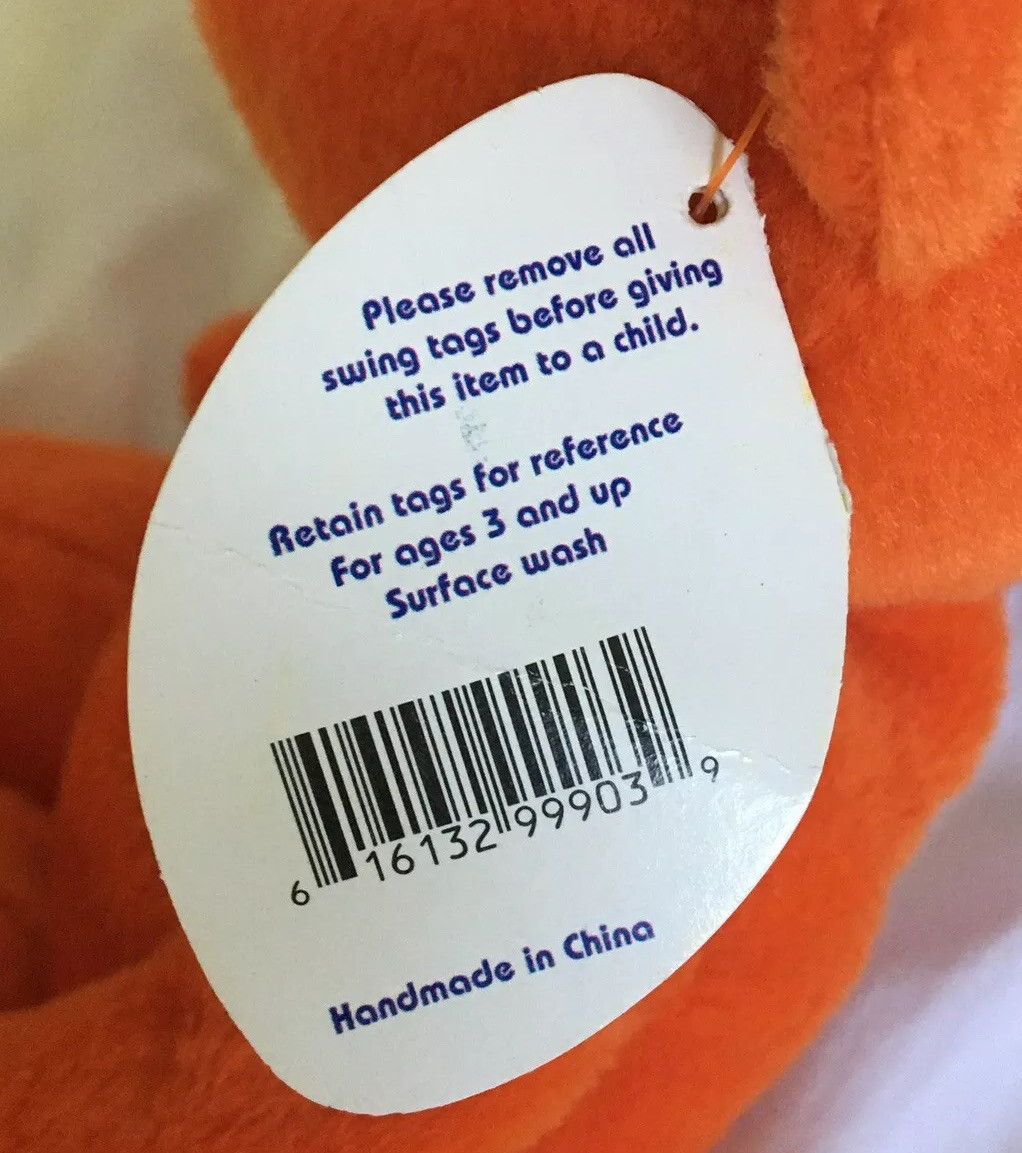 Please remove all
swing tags before giving
this item to a child.
Retain tags for reference
For ages 3 and up
Surface wash
6 16132 99903 9
Handmade in China